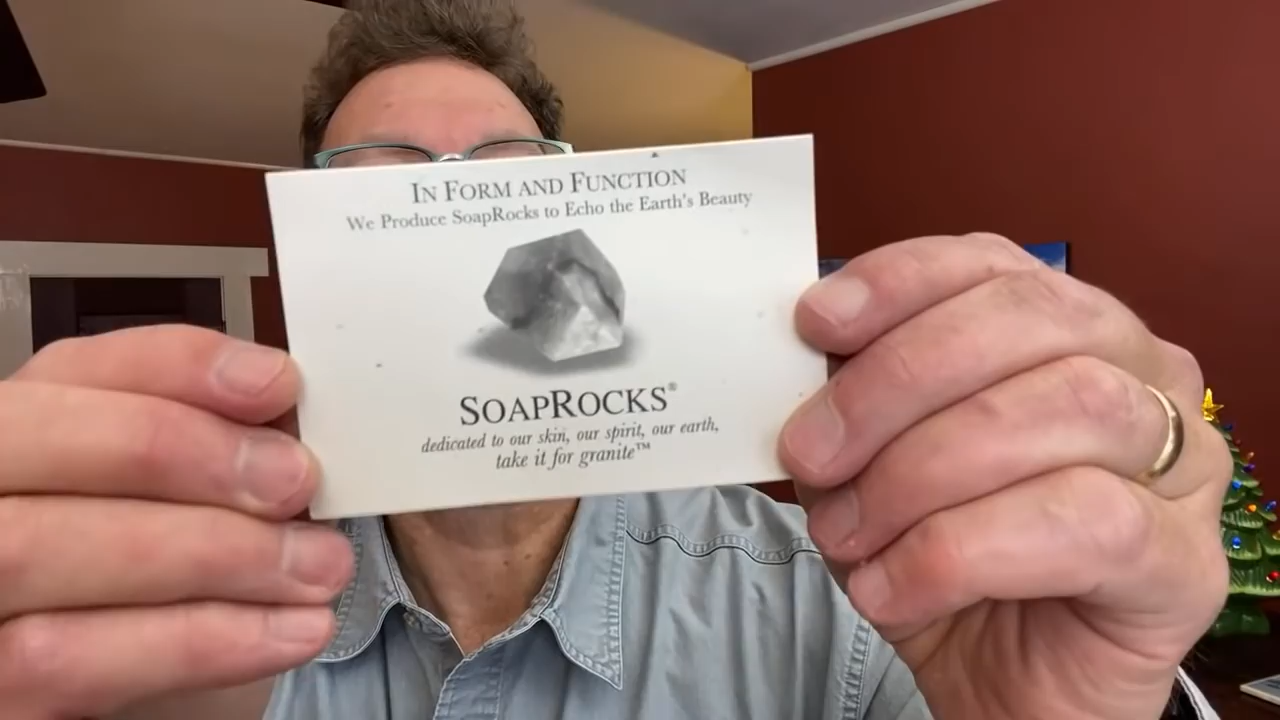 In Form and Function
We Produce SoapRocks to Echo the Earth's Beauty
SoapRocks®
dedicated to our skin, our spirit, our earth,
take it for granite™